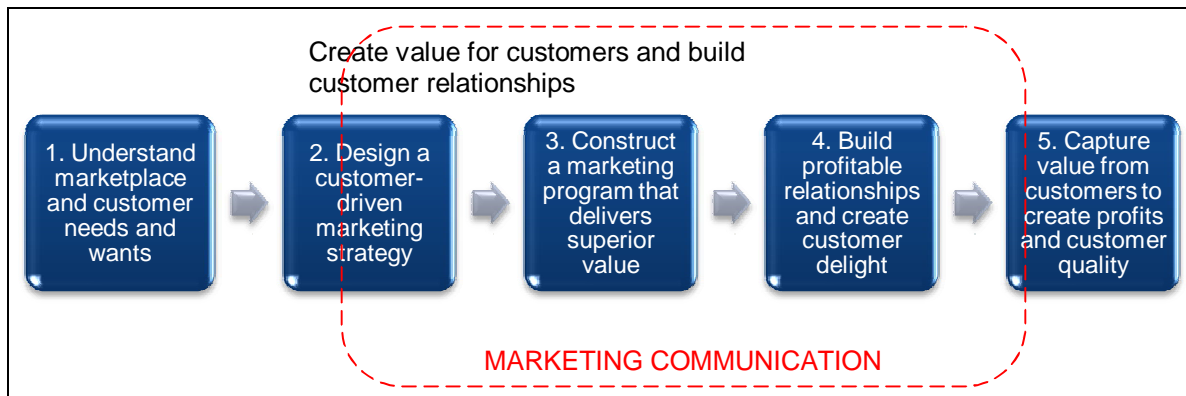 Create value for customers and build
customer relationships
1. Understand
marketplace
and customer
needs and
wants
2. Design a
customer-
driven
marketing
strategy
3. Construct
a marketing
program that
delivers
superior
value
4. Build
profitable
relationships
and create
customer
delight
5. Capture
value from
customers to
create profits
and customer
quality
MARKETING COMMUNICATION